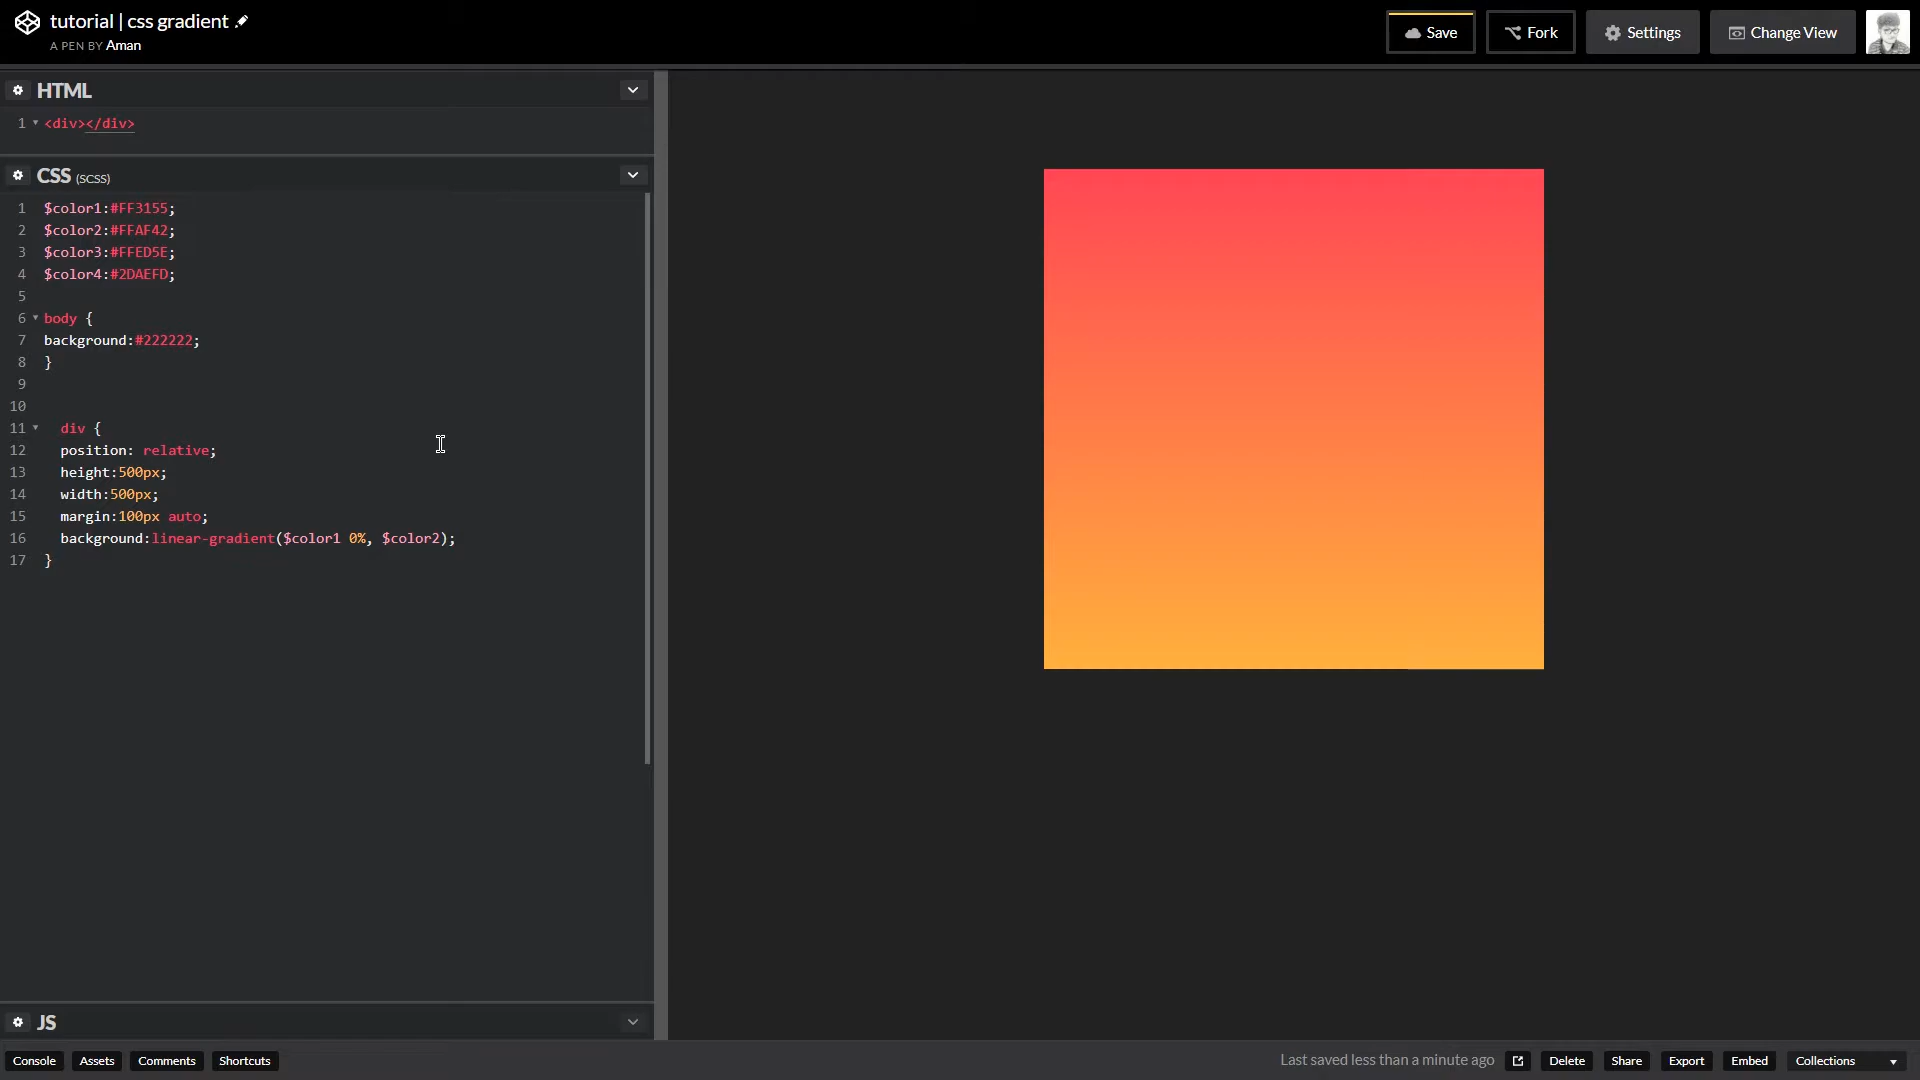 tutorial | css gradient
A PEN BY Aman
Save
Fork
Settings
Change View
HTML
1 <div></div>
CSS (SCSS)
1 $color1:#FF3155;
2 $color2:#FFAF42;
3 $color3:#FFED5E;
4 $color4:#2DAEFD;
5
6 body {
7 background:#222222;
8 }
9
10
11 div {
12 position: relative;
13 height:500px;
14 width:500px;
15 margin:100px auto;
16 background:linear-gradient($color1 0%, $color2);
17 }
JS
Console
Assets
Comments
Shortcuts
Last saved less than a minute ago
Delete
Share
Export
Embed
Collections